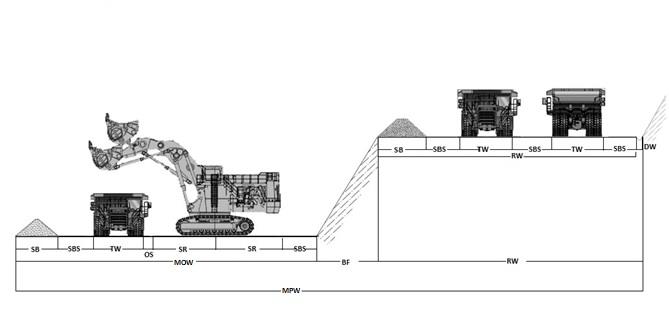 SB SBS TW SBS TW SBS DW
RW
SB SBS TW OS SR SR SBS
MOW BF RW
MPW